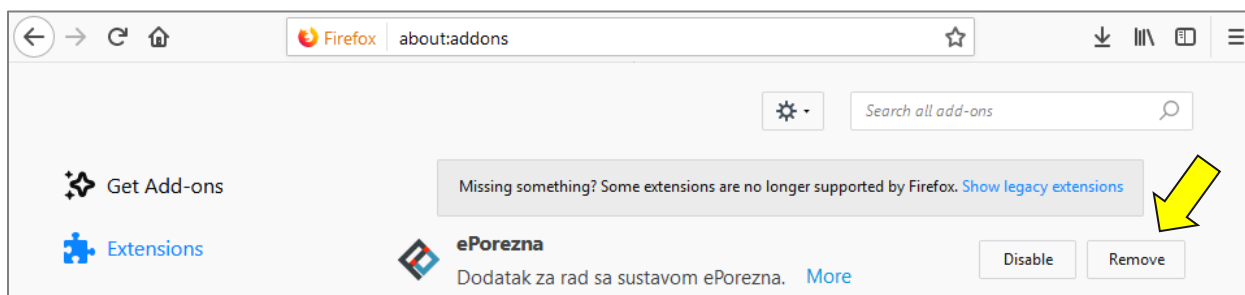 Firefox about:addons
Search all add-ons
Get Add-ons
Missing something? Some extensions are no longer supported by Firefox. Show legacy extensions
Extensions
ePorezna
Dodatak za rad sa sustavom ePorezna. More
Disable Remove